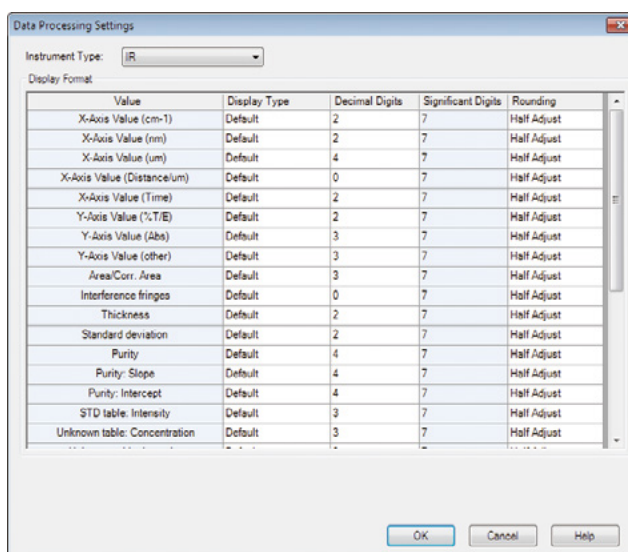 Data Processing Settings
Instrument Type: IR
Display Format
Value Display Type Decimal Digits Significant Digits Rounding
X-Axis Value (cm-1) Default 2 7 Half Adjust
X-Axis Value (nm) Default 2 7 Half Adjust
X-Axis Value (um) Default 4 7 Half Adjust
X-Axis Value (Distance/um) Default 0 7 Half Adjust
X-Axis Value (Time) Default 2 7 Half Adjust
Y-Axis Value (%T/E) Default 2 7 Half Adjust
Y-Axis Value (Abs) Default 3 7 Half Adjust
Y-Axis Value (other) Default 3 7 Half Adjust
Area/Corr. Area Default 3 7 Half Adjust
Interference fringes Default 0 7 Half Adjust
Thickness Default 2 7 Half Adjust
Standard deviation Default 2 7 Half Adjust
Purity Default 4 7 Half Adjust
Purity: Slope Default 4 7 Half Adjust
Purity: Intercept Default 4 7 Half Adjust
STD table: Intensity Default 3 7 Half Adjust
Unknown table: Concentration Default 3 7 Half Adjust
OK Cancel Help